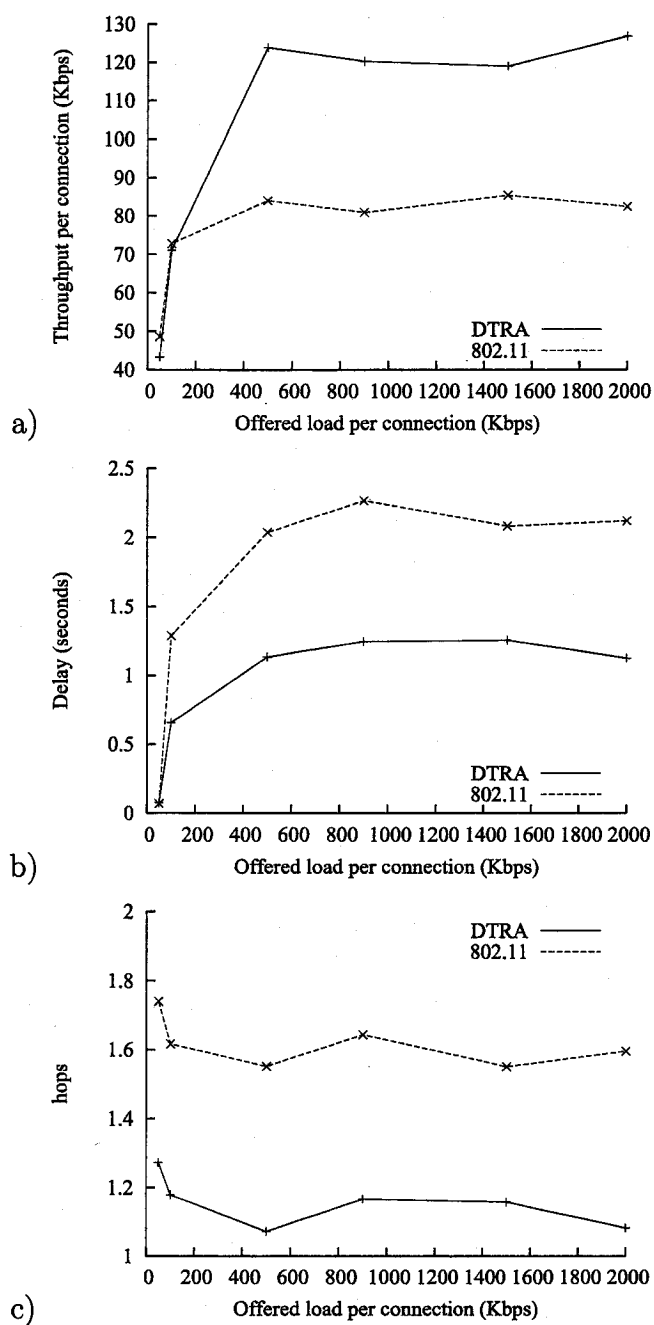 130
120
110
100
90
80
70
60
50
40
Throughput per connection (Kbps)
DTRA
802.11
0 200 400 600 800 1000 1200 1400 1600 1800 2000
Offered load per connection (Kbps)
a)
2.5
2
1.5
1
0.5
0
Delay (seconds)
DTRA
802.11
0 200 400 600 800 1000 1200 1400 1600 1800 2000
Offered load per connection (Kbps)
b)
2
1.8
1.6
1.4
1.2
1
hops
DTRA
802.11
0 200 400 600 800 1000 1200 1400 1600 1800 2000
Offered load per connection (Kbps)
c)